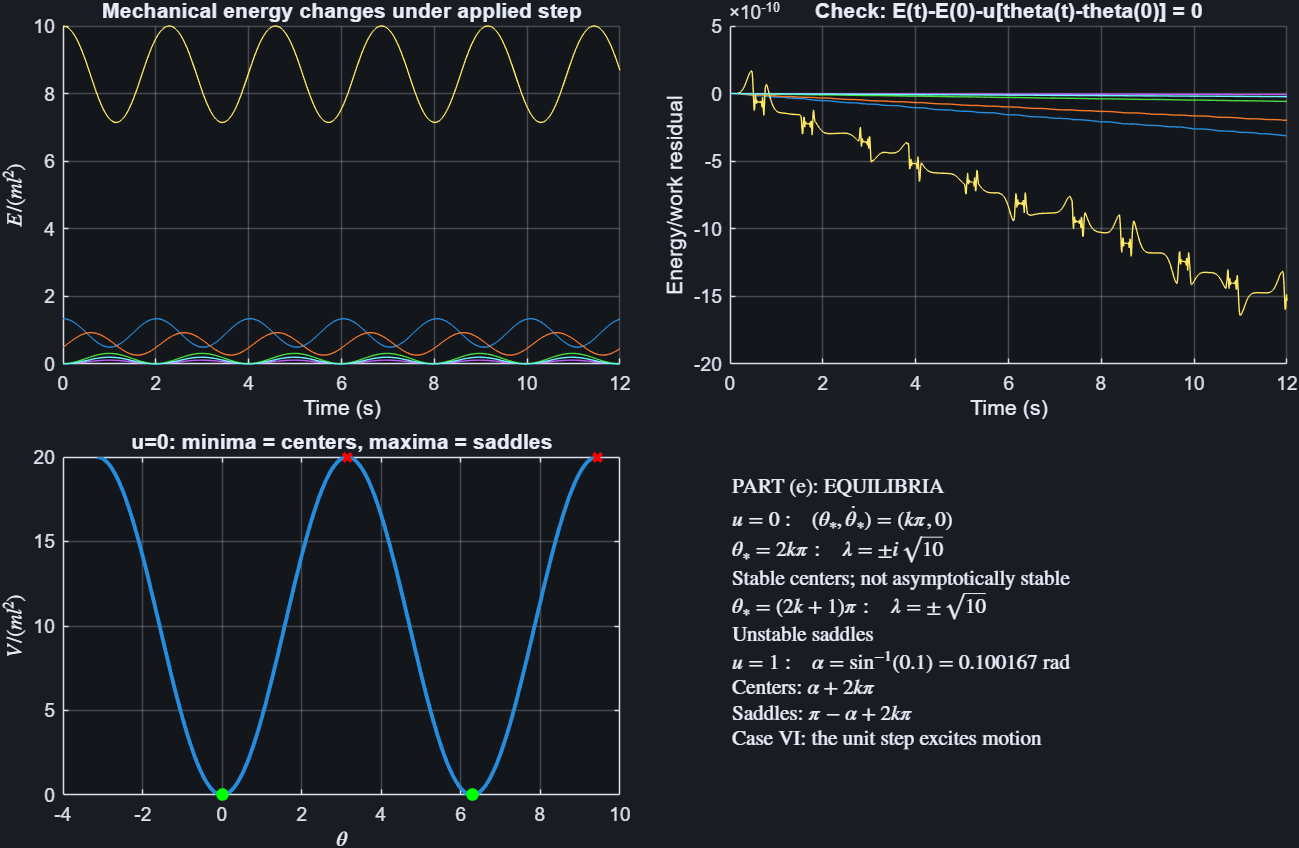 Mechanical energy changes under applied step
10
8
6
4
2
0
E/(ml²)
0 2 4 6 8 10 12
Time (s)
×10⁻¹⁰
Check: E(t)-E(0)-u[theta(t)-theta(0)] = 0
5
0
-5
-10
-15
-20
Energy/work residual
0 2 4 6 8 10 12
Time (s)
u=0: minima = centers, maxima = saddles
20
15
10
5
0
V/(ml²)
-4 -2 0 2 4 6 8 10
θ
PART (e): EQUILIBRIA
u = 0 : (θ*, θ̇*) = (kπ, 0)
θ* = 2kπ : λ = ±i √10
Stable centers; not asymptotically stable
θ* = (2k + 1)π : λ = ± √10
Unstable saddles
u = 1 : α = sin⁻¹(0.1) = 0.100167 rad
Centers: α + 2kπ
Saddles: π − α + 2kπ
Case VI: the unit step excites motion